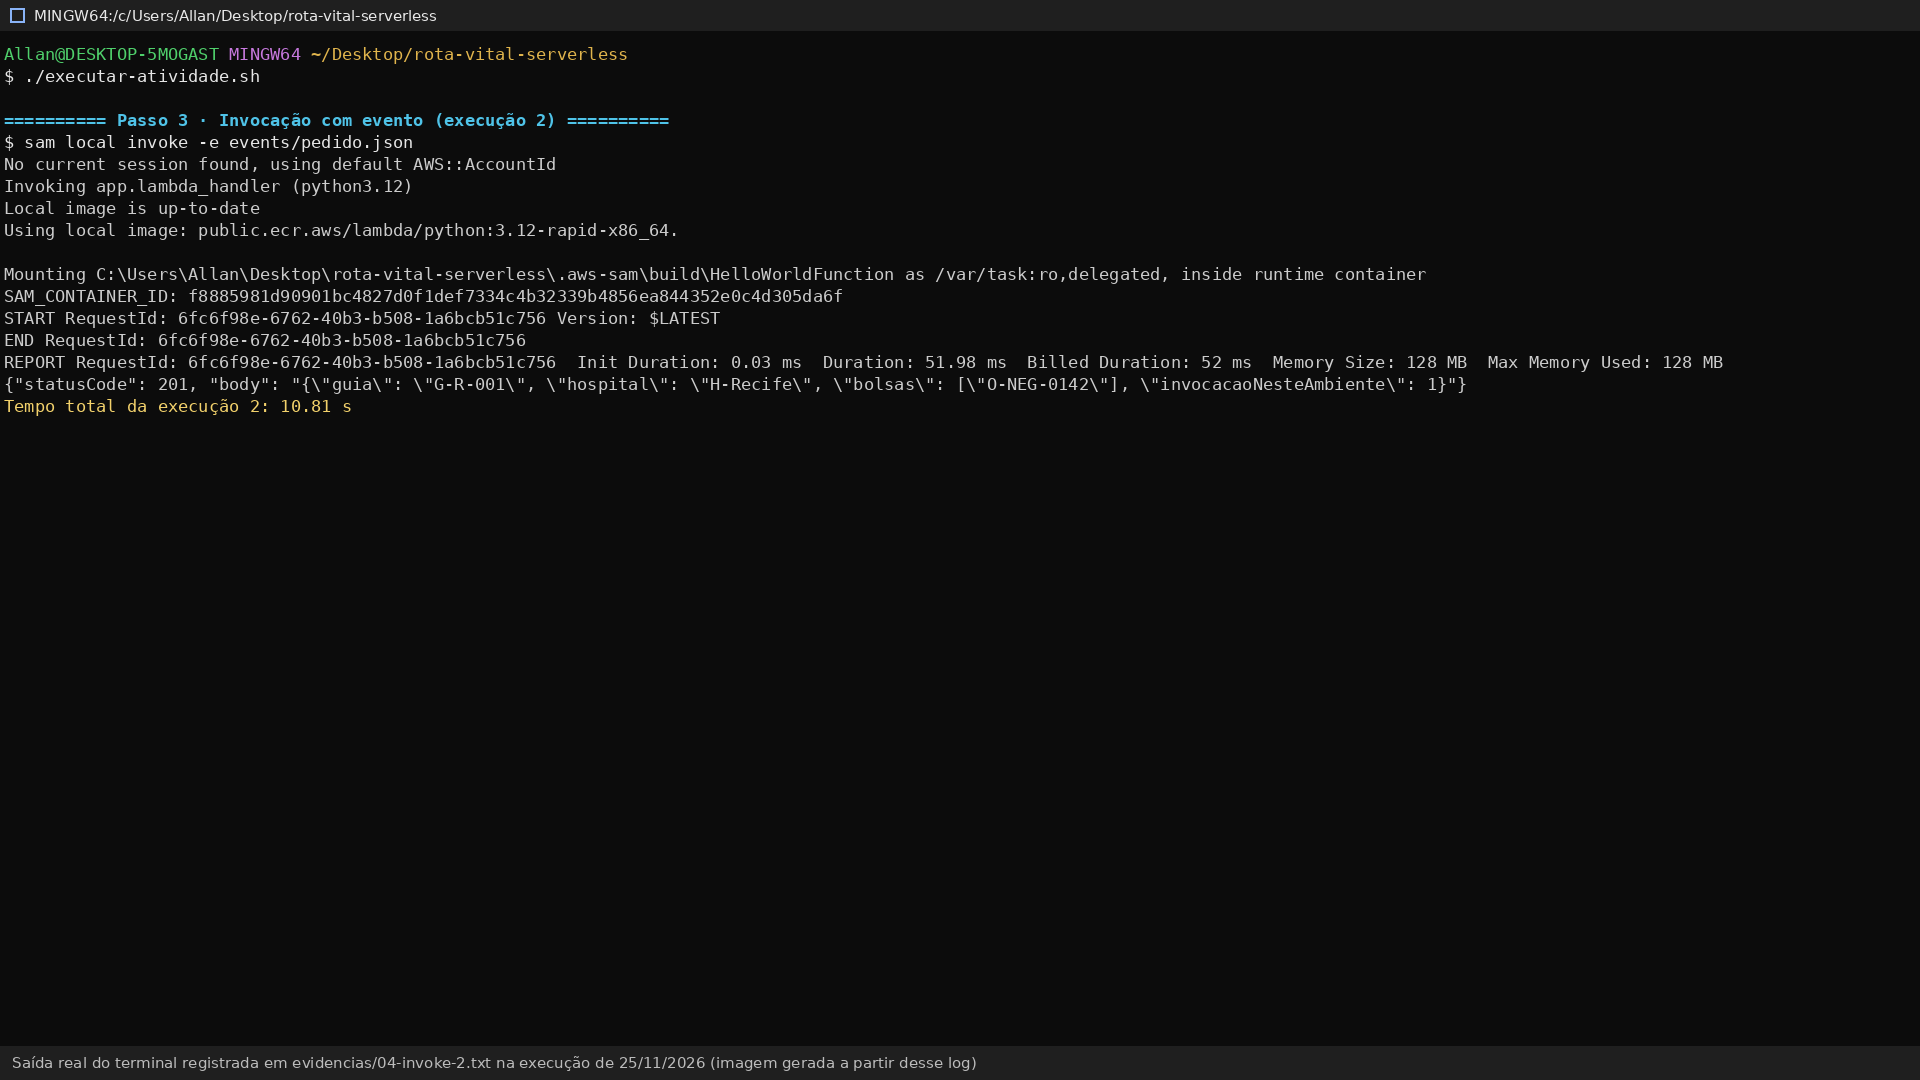 MINGW64:/c/Users/Allan/Desktop/rota-vital-serverless
Allan@DESKTOP-5MOGAST MINGW64 ~/Desktop/rota-vital-serverless
$ ./executar-atividade.sh
========== Passo 3 · Invocação com evento (execução 2) ==========
$ sam local invoke -e events/pedido.json
No current session found, using default AWS::AccountId
Invoking app.lambda_handler (python3.12)
Local image is up-to-date
Using local image: public.ecr.aws/lambda/python:3.12-rapid-x86_64.
Mounting C:\Users\Allan\Desktop\rota-vital-serverless\.aws-sam\build\HelloWorldFunction as /var/task:ro,delegated, inside runtime container
SAM_CONTAINER_ID: f8885981d90901bc4827d0f1def7334c4b32339b4856ea844352e0c4d305da6f
START RequestId: 6fc6f98e-6762-40b3-b508-1a6bcb51c756 Version: $LATEST
END RequestId: 6fc6f98e-6762-40b3-b508-1a6bcb51c756
REPORT RequestId: 6fc6f98e-6762-40b3-b508-1a6bcb51c756  Init Duration: 0.03 ms  Duration: 51.98 ms  Billed Duration: 52 ms  Memory Size: 128 MB  Max Memory Used: 128 MB
{"statusCode": 201, "body": "{\"guia\": \"G-R-001\", \"hospital\": \"H-Recife\", \"bolsas\": [\"O-NEG-0142\"], \"invocacaoNesteAmbiente\": 1}"}
Tempo total da execução 2: 10.81 s
Saída real do terminal registrada em evidencias/04-invoke-2.txt na execução de 25/11/2026 (imagem gerada a partir desse log)